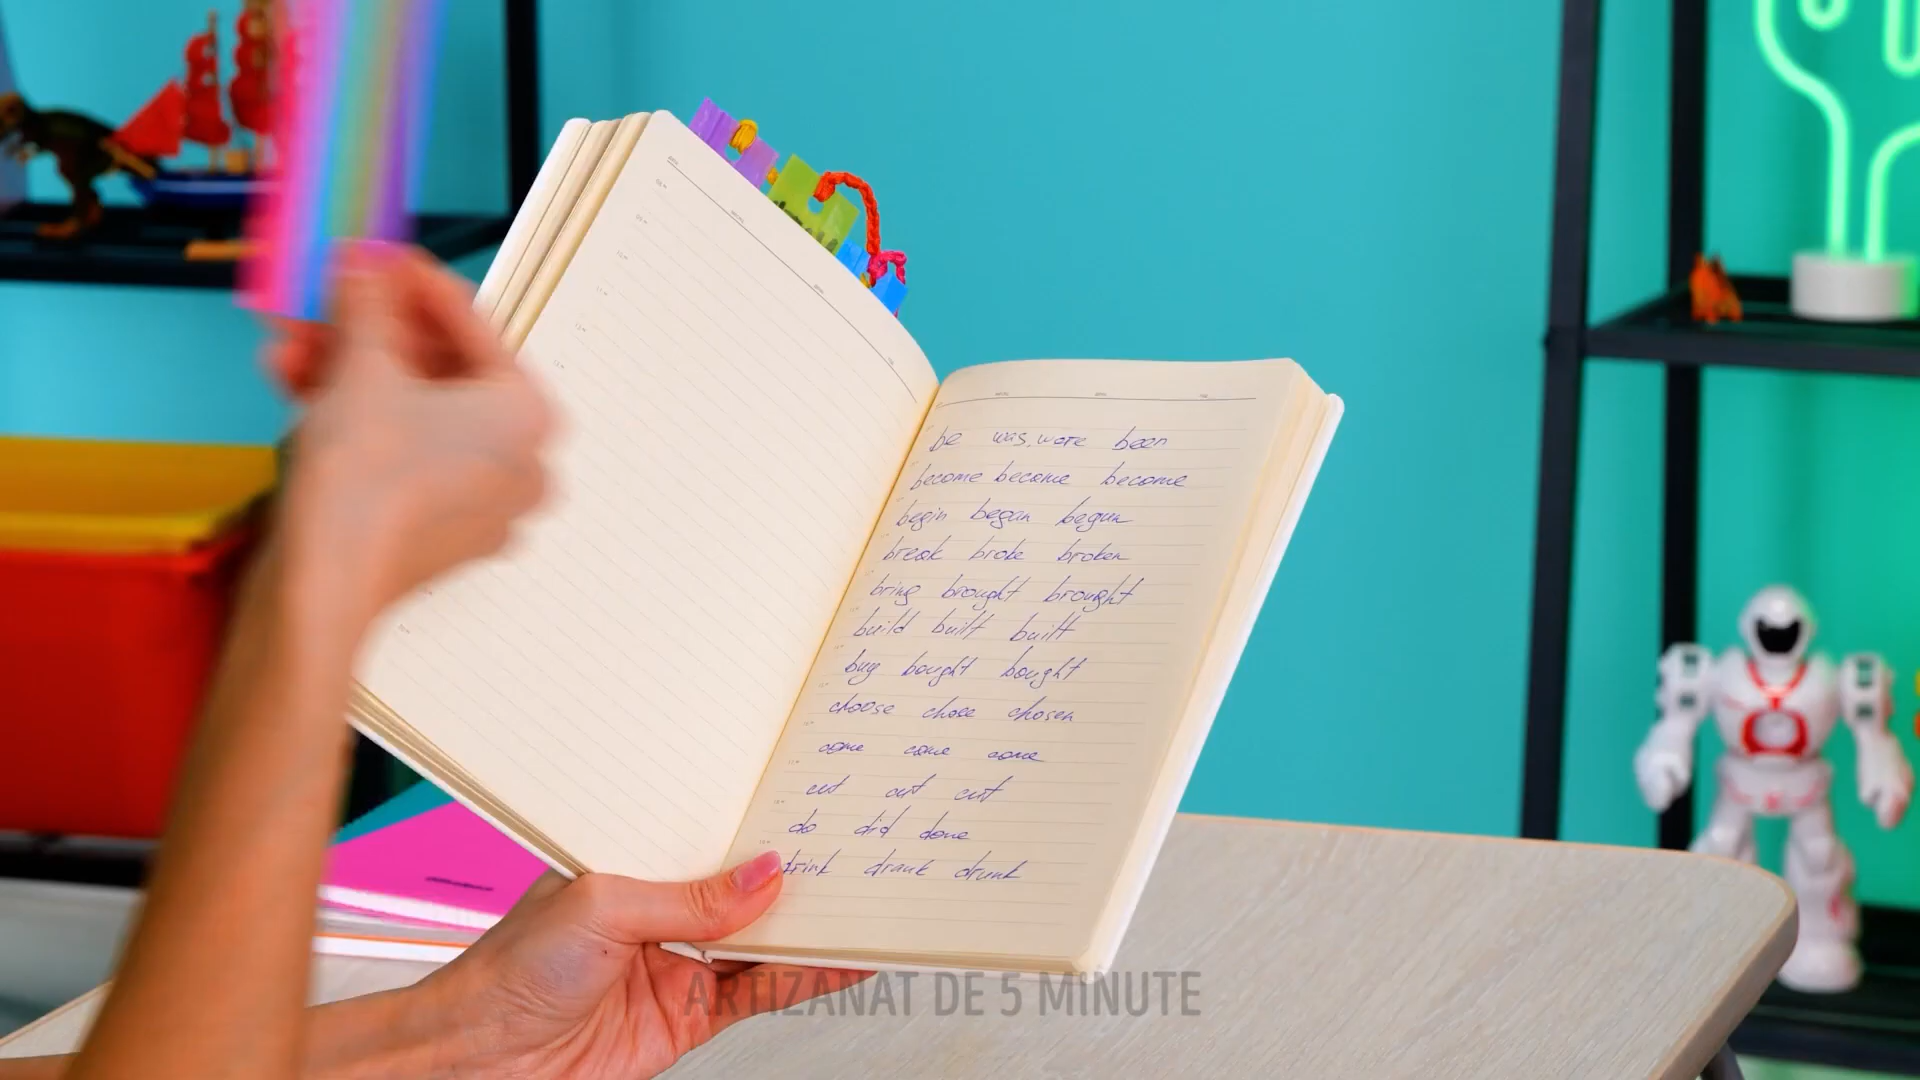 be was, were been
become became become
begin began begun
break broke broken
bring brought brought
build built built
buy bought bought
choose chose chosen
come came come
cut cut cut
do did done
drink drank drunk
ARTIZANAT DE 5 MINUTE